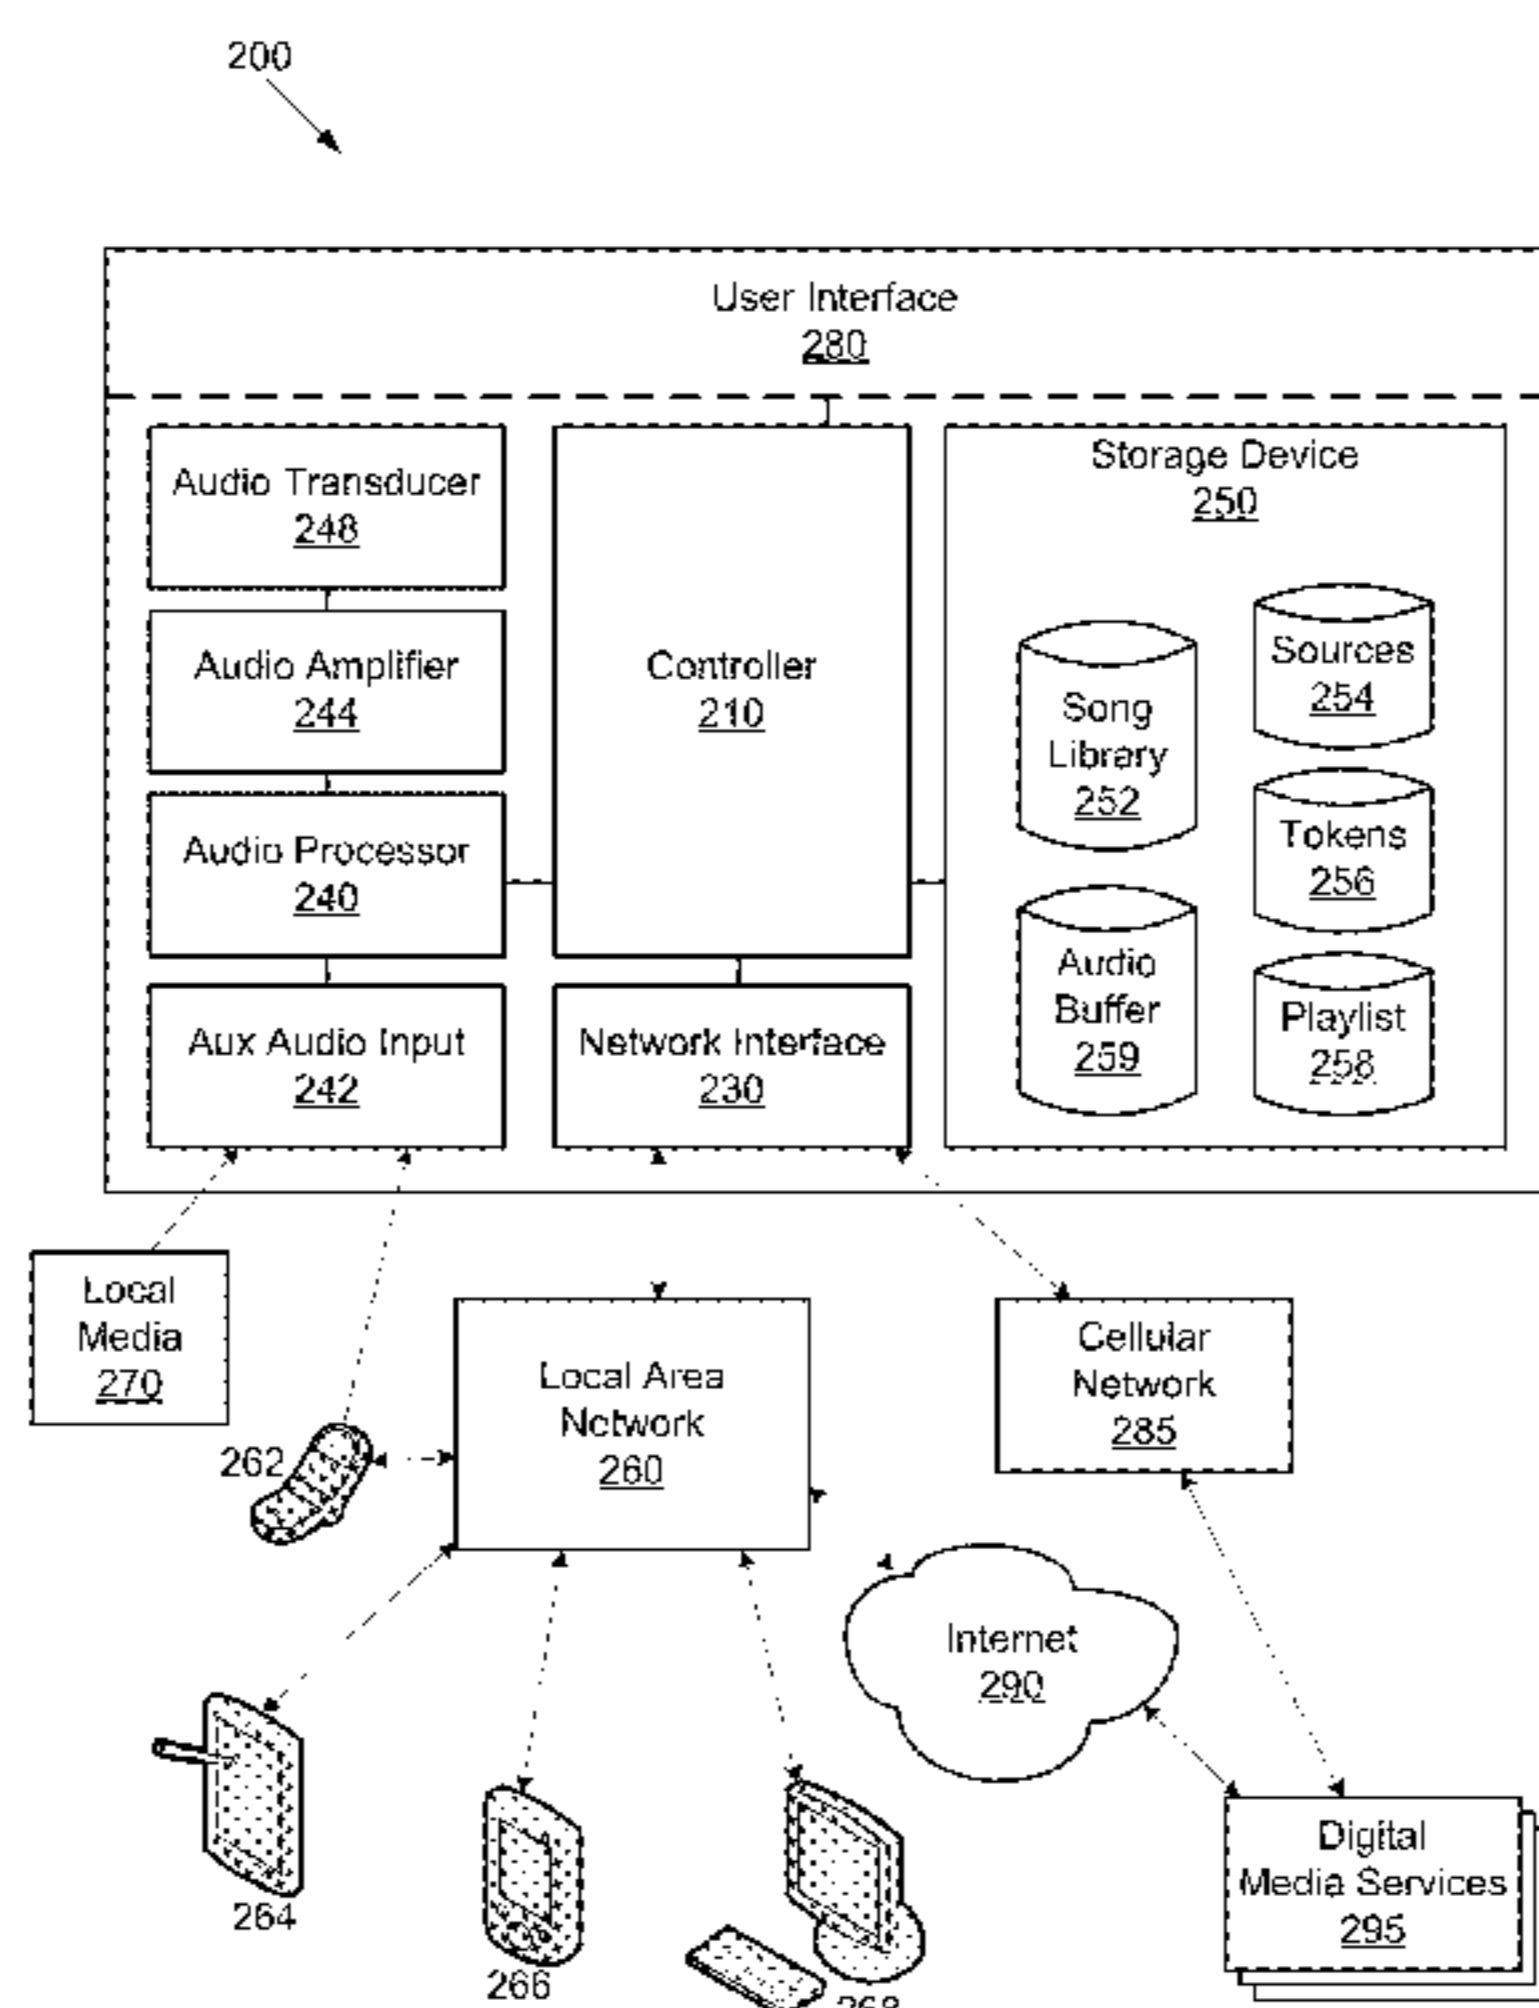 200
User Interface
280
Audio Transducer
248
Audio Amplifier
244
Audio Processor
240
Aux Audio Input
242
Controller
210
Network Interface
230
Storage Device
250
Song
Library
252
Audio
Buffer
259
Sources
254
Tokens
256
Playlist
258
Local
Media
270
262
Local Area
Network
260
Cellular
Network
285
Internet
290
Digital
Media Services
295
264
266
268